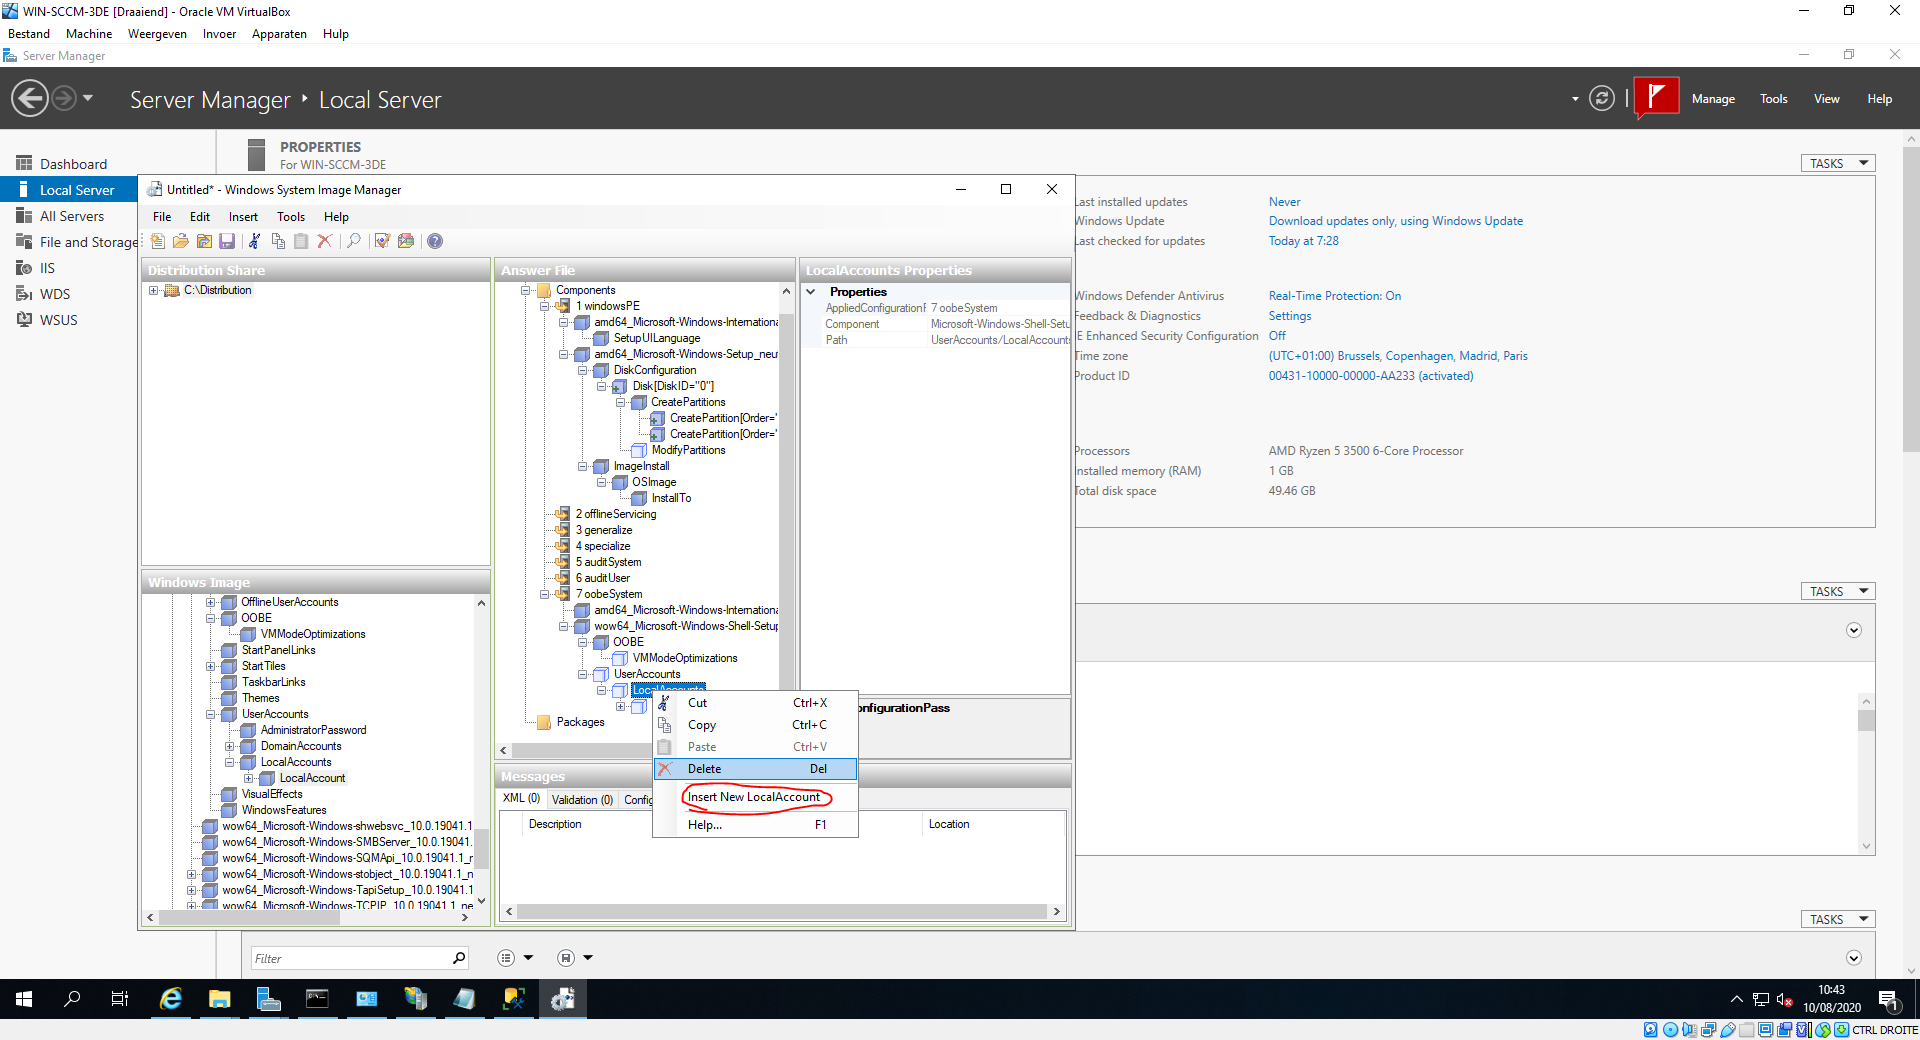 WIN-SCCM-3DE [Draaiend] - Oracle VM VirtualBox
Bestand Machine Weergeven Invoer Apparaten Hulp
Server Manager
Server Manager Local Server
Manage Tools View Help
Dashboard
Local Server
All Servers
File and Storage
IIS
WDS
WSUS
PROPERTIES
For WIN-SCCM-3DE
TASKS
Untitled* - Windows System Image Manager
File Edit Insert Tools Help
Distribution Share
C:\Distribution
Windows Image
OfflineUserAccounts
OOBE
VMModeOptimizations
StartPanelLinks
StartTiles
TaskbarLinks
Themes
UserAccounts
AdministratorPassword
DomainAccounts
LocalAccounts
LocalAccount
VisualEffects
WindowsFeatures
wow64_Microsoft-Windows-shwebsvc_10.0.19041.1
wow64_Microsoft-Windows-SMBServer_10.0.19041.
wow64_Microsoft-Windows-SQMApi_10.0.19041.1_n
wow64_Microsoft-Windows-stobject_10.0.19041.1_n
wow64_Microsoft-Windows-TapiSetup_10.0.19041.1
wow64_Microsoft-Windows-TCPIP_10.0.19041.1_ne
Answer File
Components
1 windowsPE
amd64_Microsoft-Windows-Internationa
SetupUILanguage
amd64_Microsoft-Windows-Setup_neu
DiskConfiguration
Disk[DiskID="0"]
CreatePartitions
CreatePartition[Order='
CreatePartition[Order='
ModifyPartitions
ImageInstall
OSImage
InstallTo
2 offlineServicing
3 generalize
4 specialize
5 auditSystem
6 auditUser
7 oobeSystem
amd64_Microsoft-Windows-Internationa
wow64_Microsoft-Windows-Shell-Setup
OOBE
VMModeOptimizations
UserAccounts
LocalAccounts
Packages
LocalAccounts Properties
Properties
AppliedConfigurationF 7 oobeSystem
Component Microsoft-Windows-Shell-Setu
Path UserAccounts/LocalAccounts
onfigurationPass
Cut Ctrl+X
Copy Ctrl+C
Paste Ctrl+V
Delete Del
Insert New LocalAccount
Help... F1
Messages
XML (0) Validation (0) Config
Description Location
Last installed updates Never
Windows Update Download updates only, using Windows Update
Last checked for updates Today at 7:28
Windows Defender Antivirus Real-Time Protection: On
Feedback & Diagnostics Settings
IE Enhanced Security Configuration Off
Time zone (UTC+01:00) Brussels, Copenhagen, Madrid, Paris
Product ID 00431-10000-00000-AA233 (activated)
Processors AMD Ryzen 5 3500 6-Core Processor
Installed memory (RAM) 1 GB
Total disk space 49.46 GB
TASKS
TASKS
Filter
10:43
10/08/2020
1
CTRL DROITE